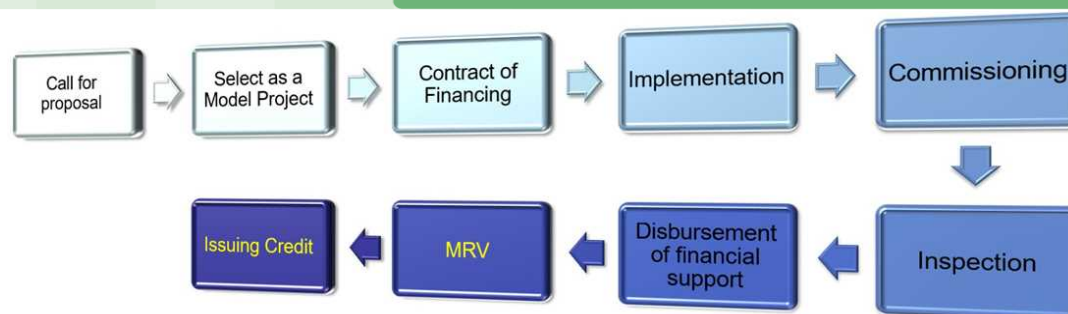 Call for
proposal
Select as a
Model Project
Contract of
Financing
Implementation
Commissioning
Inspection
Disbursement
of financial
support
MRV
Issuing Credit